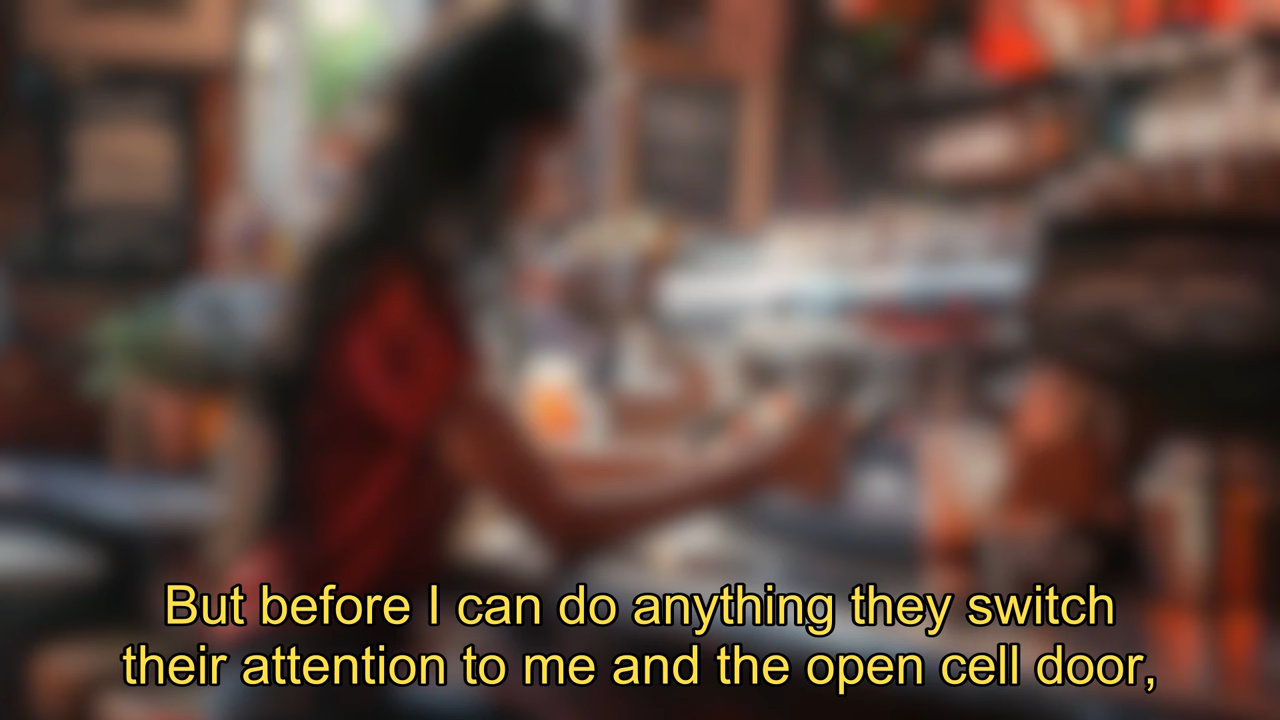 But before I can do anything they switch
their attention to me and the open cell door,